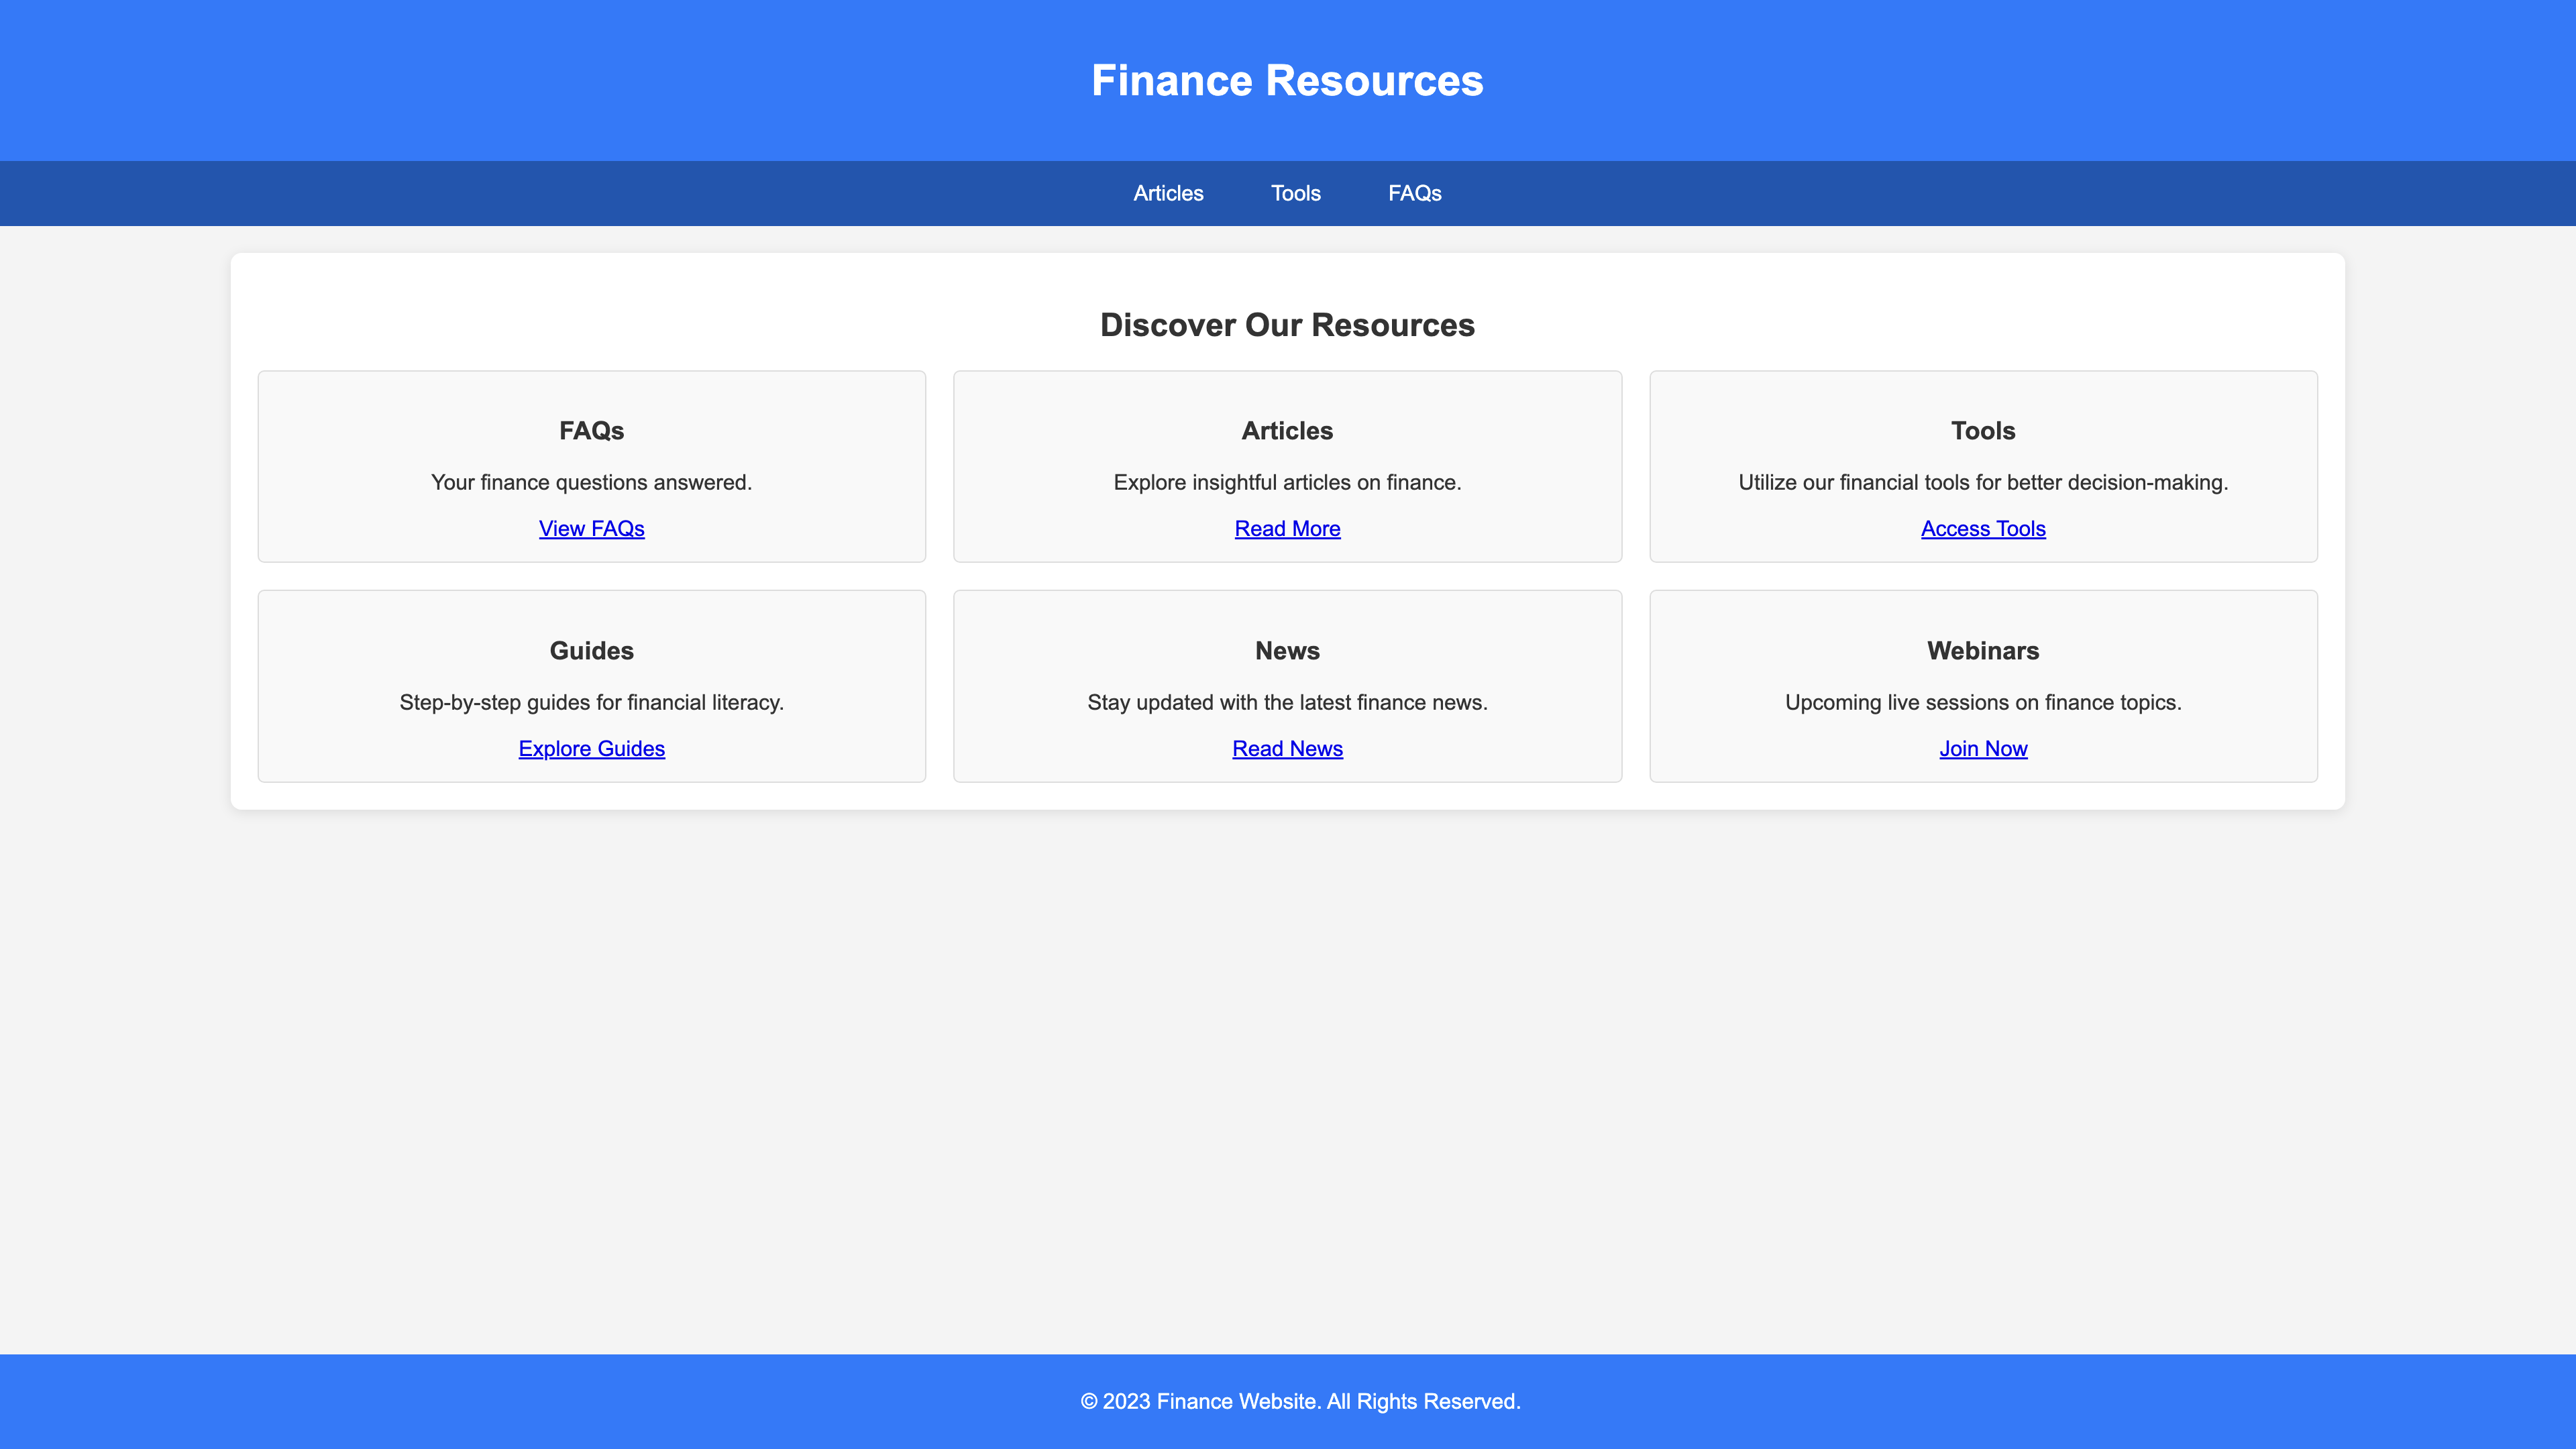 Finance Resources
Articles Tools FAQs
Discover Our Resources
FAQs
Your finance questions answered.
View FAQs
Articles
Explore insightful articles on finance.
Read More
Tools
Utilize our financial tools for better decision-making.
Access Tools
Guides
Step-by-step guides for financial literacy.
Explore Guides
News
Stay updated with the latest finance news.
Read News
Webinars
Upcoming live sessions on finance topics.
Join Now
© 2023 Finance Website. All Rights Reserved.